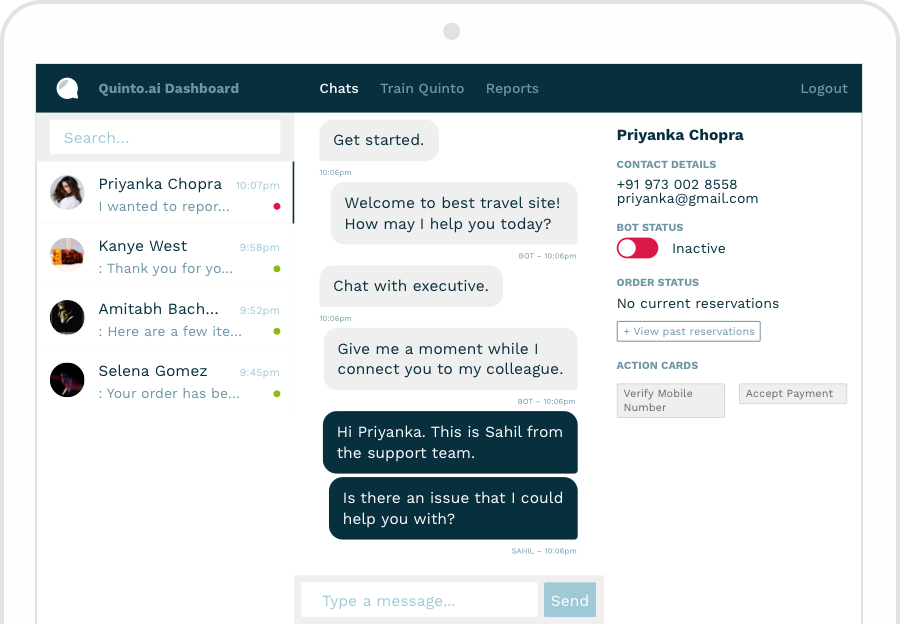 Quinto.ai Dashboard
Chats
Train Quinto
Reports
Logout
Search...
Priyanka Chopra
10:07pm
I wanted to repor...
Kanye West
9:58pm
: Thank you for yo...
Amitabh Bach...
9:52pm
: Here are a few ite...
Selena Gomez
9:45pm
: Your order has be...
Get started.
10:06pm
Welcome to best travel site!
How may I help you today?
BOT – 10:06pm
Chat with executive.
10:06pm
Give me a moment while I
connect you to my colleague.
BOT – 10:06pm
Hi Priyanka. This is Sahil from
the support team.
Is there an issue that I could
help you with?
SAHIL – 10:06pm
Type a message...
Send
Priyanka Chopra
CONTACT DETAILS
+91 973 002 8558
priyanka@gmail.com
BOT STATUS
Inactive
ORDER STATUS
No current reservations
+ View past reservations
ACTION CARDS
Verify Mobile
Number
Accept Payment